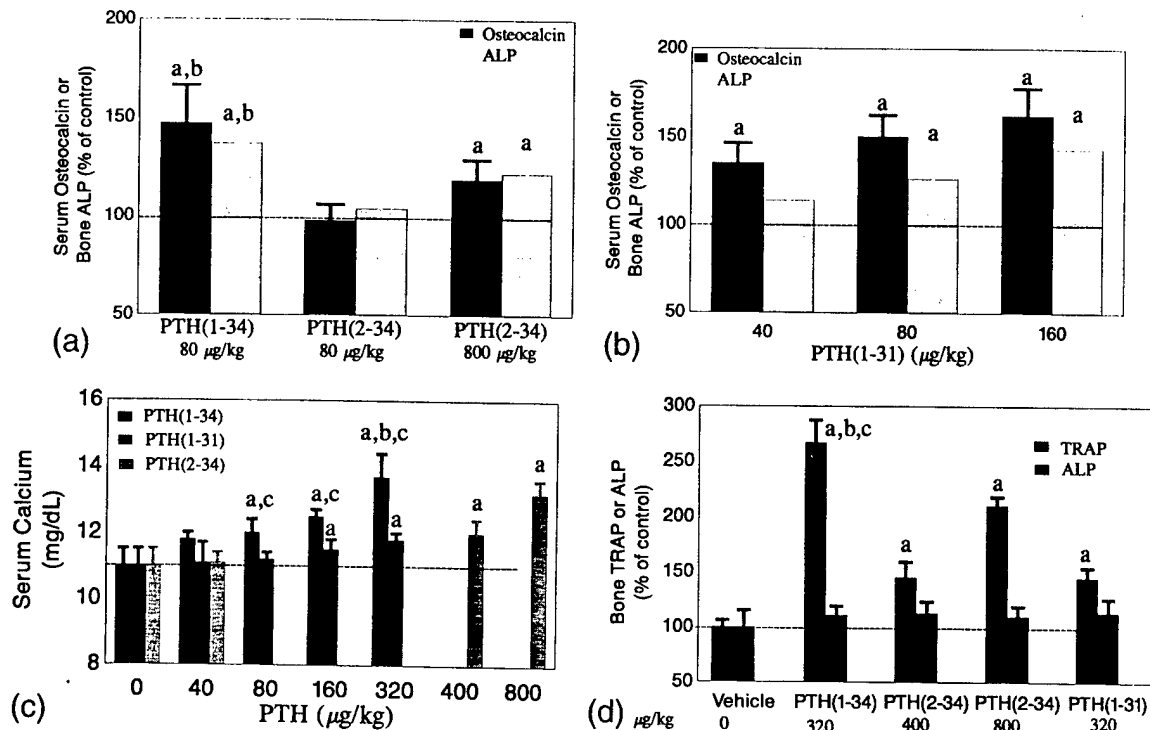 200
150
100
50
Serum Osteocalcin or
Bone ALP (% of control)
Osteocalcin
ALP
a,b
a,b
a
a
PTH(1-34)
80 μg/kg
PTH(2-34)
80 μg/kg
PTH(2-34)
800 μg/kg
(a)
200
150
100
50
Serum Osteocalcin or
Bone ALP (% of control)
Osteocalcin
ALP
a
a
a
a
a
40 80 160
PTH(1-31) (μg/kg)
(b)
16
14
12
10
8
Serum Calcium
(mg/dL)
PTH(1-34)
PTH(1-31)
PTH(2-34)
a,c
a,c
a
a,b,c
a
a
a
0 40 80 160 320 400 800
PTH (μg/kg)
(c)
300
250
200
150
100
50
Bone TRAP or ALP
(% of control)
TRAP
ALP
a,b,c
a
a
a
Vehicle PTH(1-34) PTH(2-34) PTH(2-34) PTH(1-31)
μg/kg 0 320 400 800 320
(d)